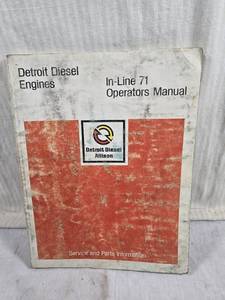 Detroit Diesel
Engines
In-Line 71
Operators Manual
Detroit Diesel
Allison
Service and Parts Information